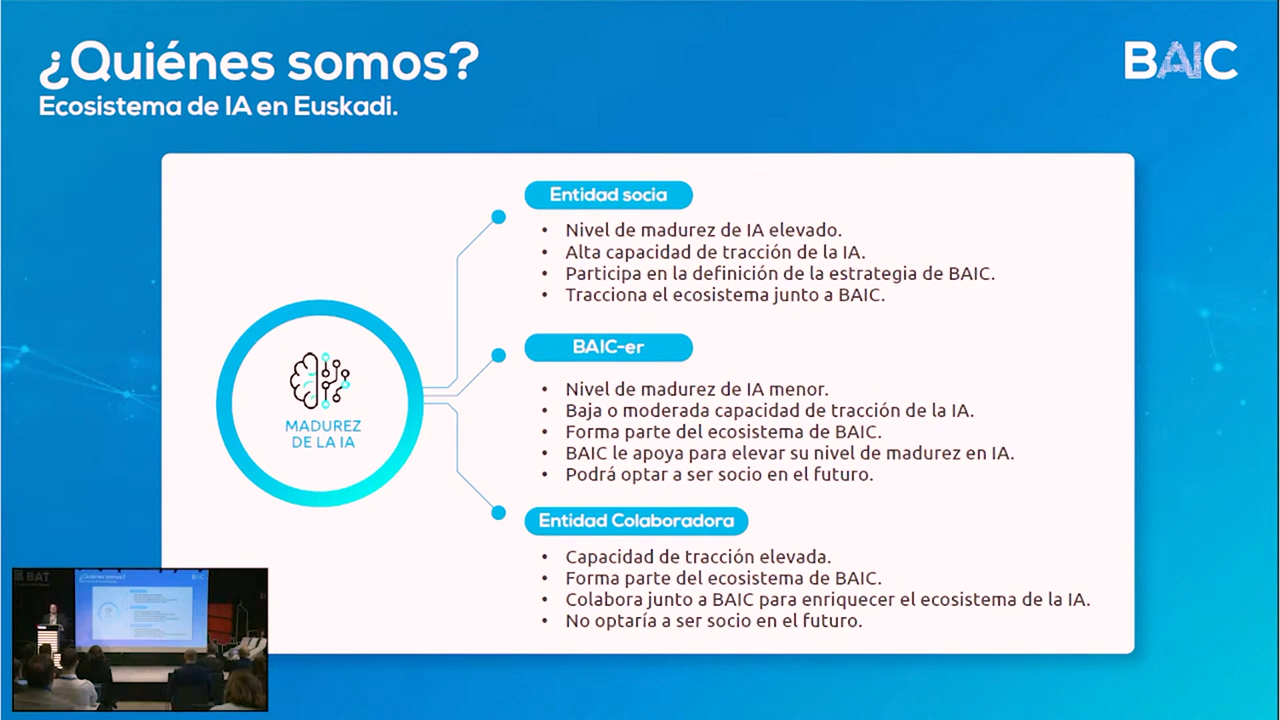 ¿Quiénes somos?
Ecosistema de IA en Euskadi.
BAIC
Entidad socia
• Nivel de madurez de IA elevado.
• Alta capacidad de tracción de la IA.
• Participa en la definición de la estrategia de BAIC.
• Tracciona el ecosistema junto a BAIC.
MADUREZ
DE LA IA
BAIC-er
• Nivel de madurez de IA menor.
• Baja o moderada capacidad de tracción de la IA.
• Forma parte del ecosistema de BAIC.
• BAIC le apoya para elevar su nivel de madurez en IA.
• Podrá optar a ser socio en el futuro.
Entidad Colaboradora
• Capacidad de tracción elevada.
• Forma parte del ecosistema de BAIC.
• Colabora junto a BAIC para enriquecer el ecosistema de la IA.
• No optaría a ser socio en el futuro.
BAT
¿Quiénes somos?
BAIC